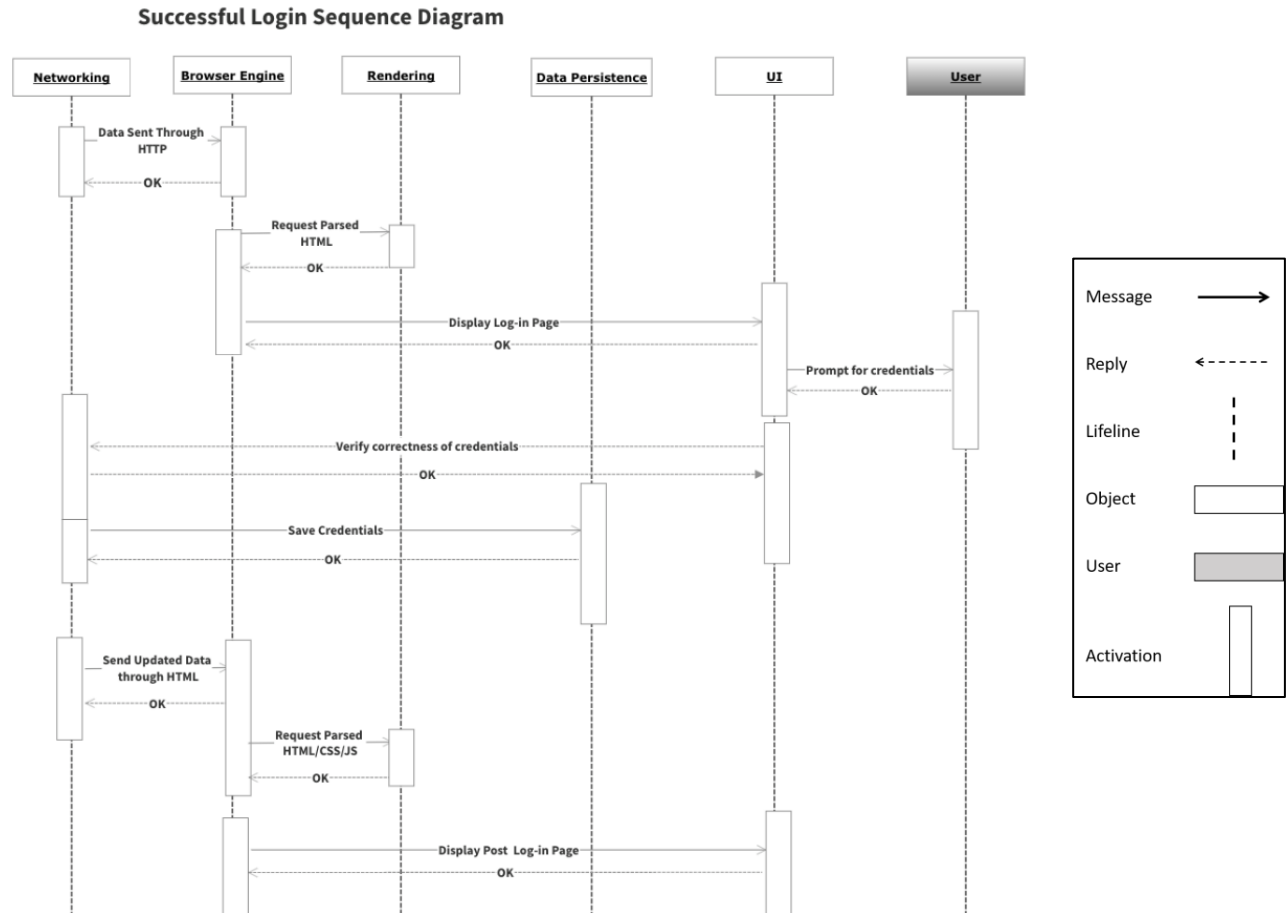 Successful Login Sequence Diagram
Networking
Browser Engine
Rendering
Data Persistence
UI
User
Data Sent Through
HTTP
OK
Request Parsed
HTML
OK
Display Log-in Page
OK
Prompt for credentials
OK
Verify correctness of credentials
OK
Save Credentials
OK
Send Updated Data
through HTML
OK
Request Parsed
HTML/CSS/JS
OK
Display Post Log-in Page
OK
Message
Reply
Lifeline
Object
User
Activation